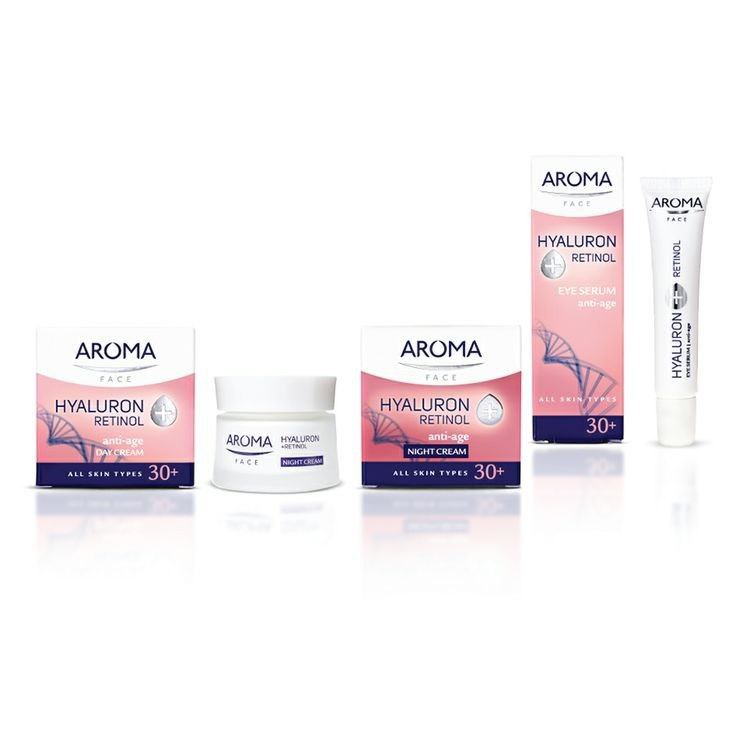 AROMA
FACE
HYALURON
RETINOL
anti-age
DAY CREAM
ALL SKIN TYPES 30+
AROMA
FACE
HYALURON
+RETINOL
NIGHT CREAM
AROMA
FACE
HYALURON
RETINOL
anti-age
NIGHT CREAM
ALL SKIN TYPES 30+
AROMA
FACE
HYALURON
+ RETINOL
EYE SERUM
anti-age
ALL SKIN TYPES
30+
AROMA
FACE
HYALURON + RETINOL
EYE SERUM | anti-age